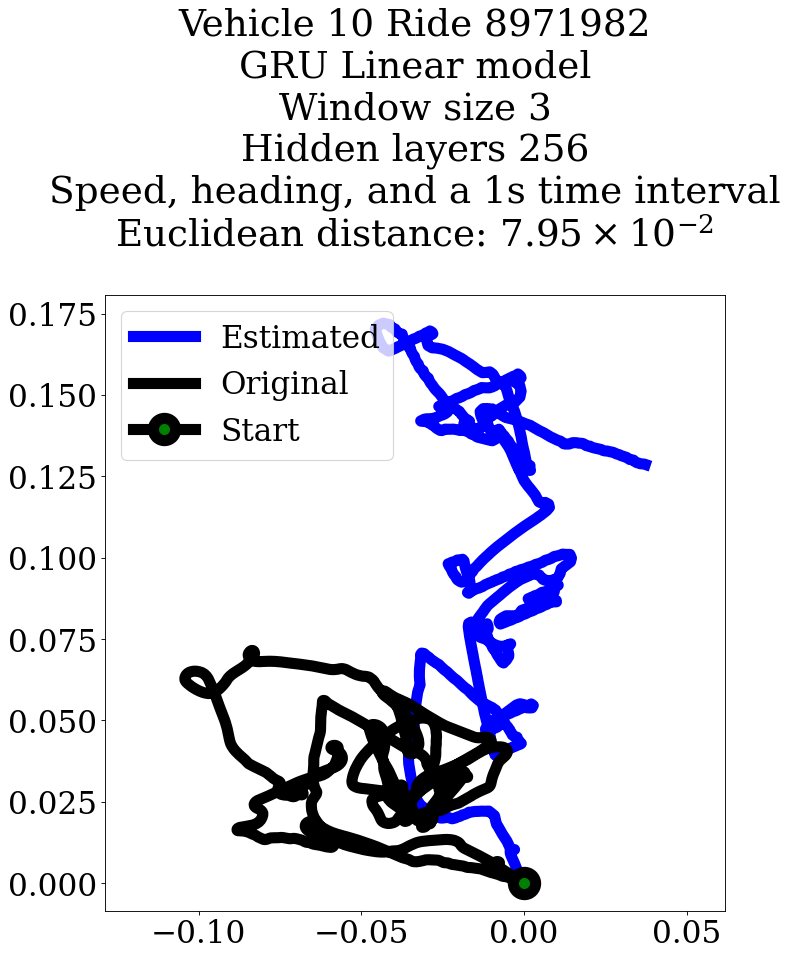 Vehicle 10 Ride 8971982
GRU Linear model
Window size 3
Hidden layers 256
Speed, heading, and a 1s time interval
Euclidean distance: 7.95 × 10⁻²
Estimated
Original
Start
0.175
0.150
0.125
0.100
0.075
0.050
0.025
0.000
−0.10
−0.05
0.00
0.05